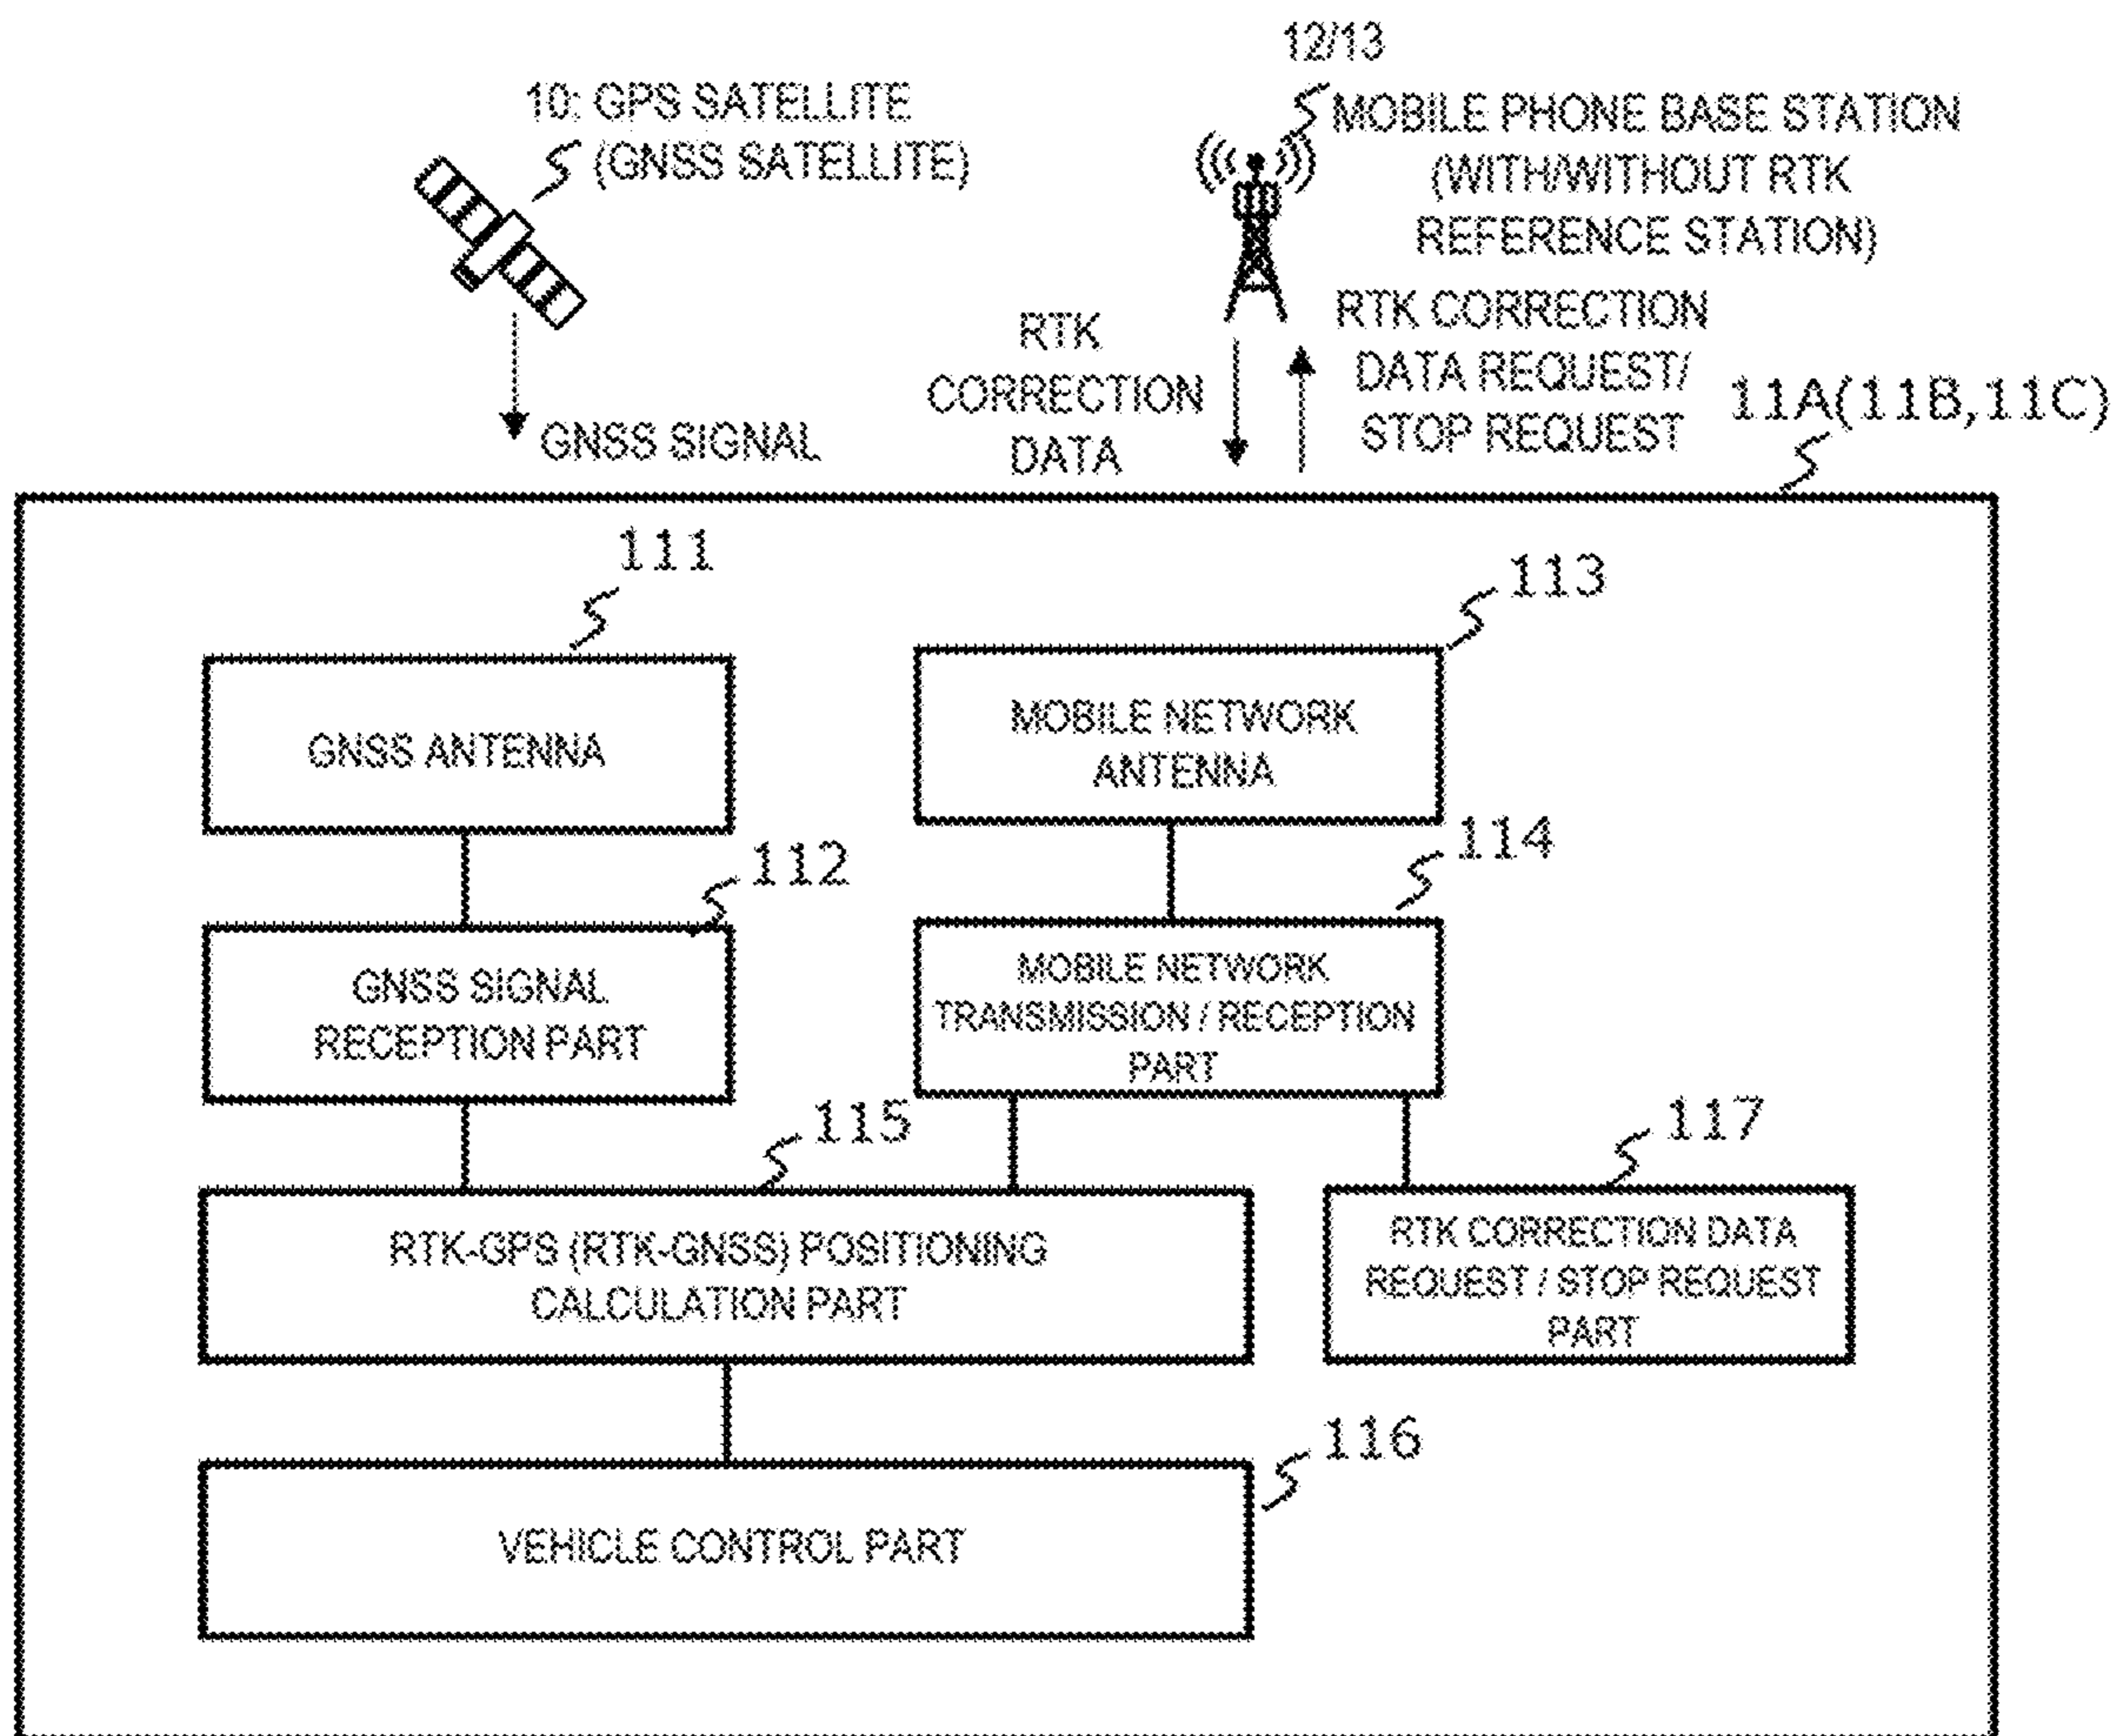 12/13
10: GPS SATELLITE
(GNSS SATELLITE)
MOBILE PHONE BASE STATION
(WITH/WITHOUT RTK
REFERENCE STATION)
RTK
CORRECTION
DATA
RTK CORRECTION
DATA REQUEST/
STOP REQUEST
GNSS SIGNAL
11A(11B,11C)
111
GNSS ANTENNA
113
MOBILE NETWORK
ANTENNA
112
GNSS SIGNAL
RECEPTION PART
114
MOBILE NETWORK
TRANSMISSION / RECEPTION
PART
115
RTK-GPS (RTK-GNSS) POSITIONING
CALCULATION PART
117
RTK CORRECTION DATA
REQUEST / STOP REQUEST
PART
116
VEHICLE CONTROL PART